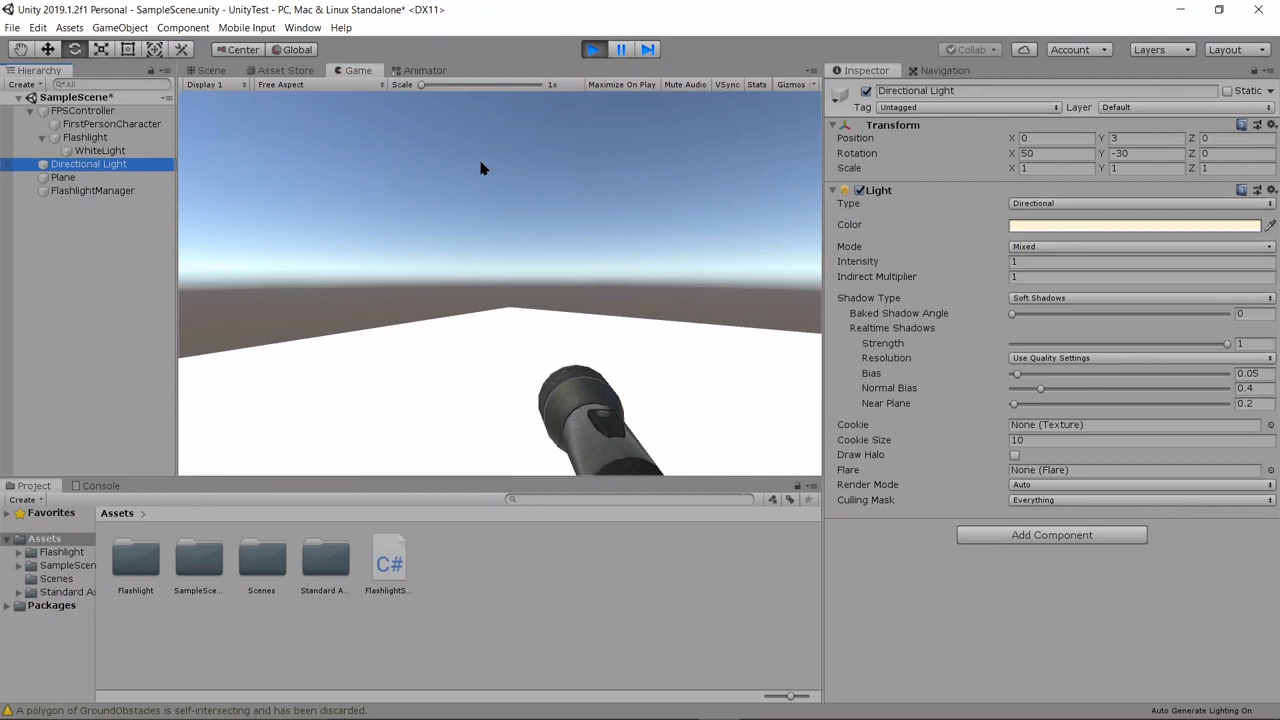 Unity 2019.1.2f1 Personal - SampleScene.unity - UnityTest - PC, Mac & Linux Standalone* <DX11>
File Edit Assets GameObject Component Mobile Input Window Help
Center Global Collab Account Layers Layout
Hierarchy Scene Asset Store Game Animator Inspector Navigation
Create All Display 1 Free Aspect Scale 1x Maximize On Play Mute Audio VSync Stats Gizmos
SampleScene*
FPSController
FirstPersonCharacter
Flashlight
WhiteLight
Directional Light
Plane
FlashlightManager
Directional Light Static
Tag Untagged Layer Default
Transform
Position X 0 Y 3 Z 0
Rotation X 50 Y -30 Z 0
Scale X 1 Y 1 Z 1
Light
Type Directional
Color
Mode Mixed
Intensity 1
Indirect Multiplier 1
Shadow Type Soft Shadows
Baked Shadow Angle 0
Realtime Shadows
Strength 1
Resolution Use Quality Settings
Bias 0.05
Normal Bias 0.4
Near Plane 0.2
Cookie None (Texture)
Cookie Size 10
Draw Halo
Flare None (Flare)
Render Mode Auto
Culling Mask Everything
Add Component
Project Console
Create
Favorites
Assets
Flashlight
SampleScen
Scenes
Standard As
Packages
Assets
C#
Flashlight SampleSce... Scenes Standard A... FlashlightS...
A polygon of GroundObstacles is self-intersecting and has been discarded.
Auto Generate Lighting On